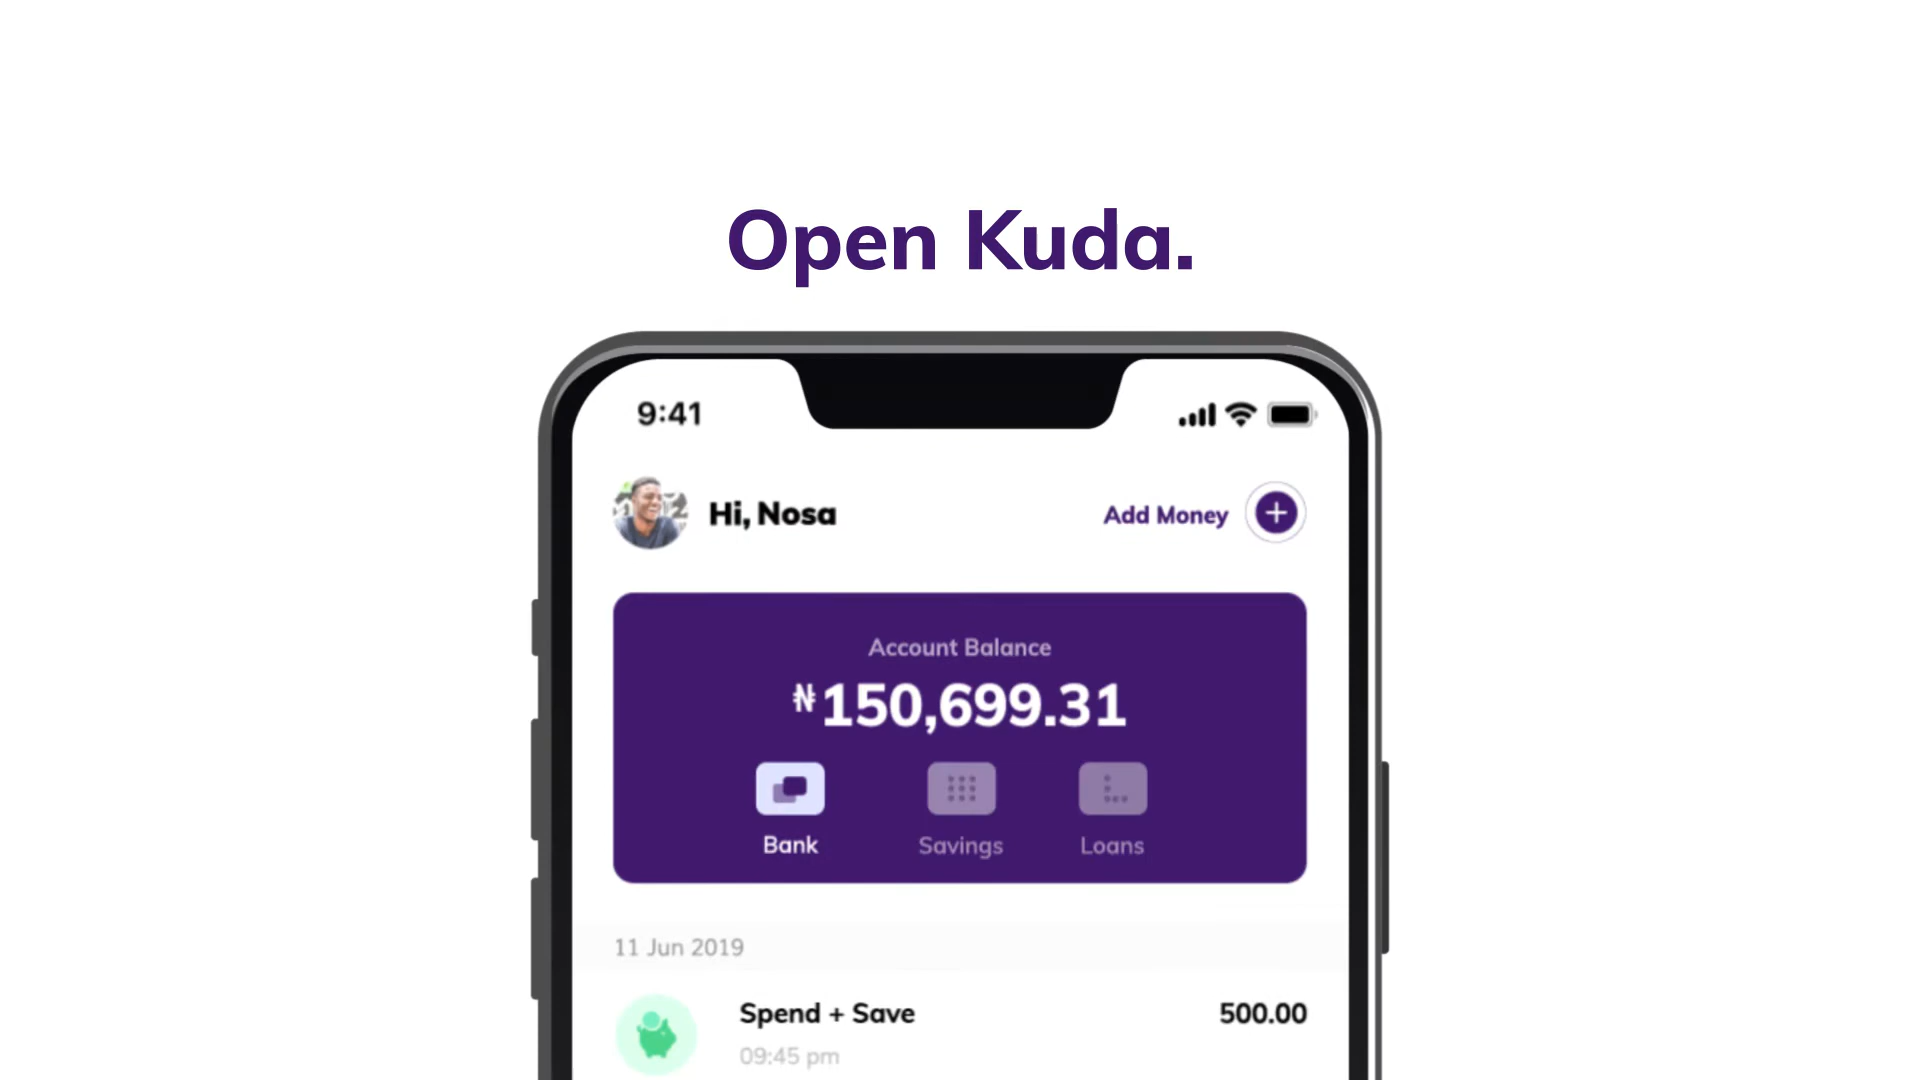 Open Kuda.
9:41
Hi, Nosa
Add Money
Account Balance
₦150,699.31
Bank
Savings
Loans
11 Jun 2019
Spend + Save
500.00
09:45 pm